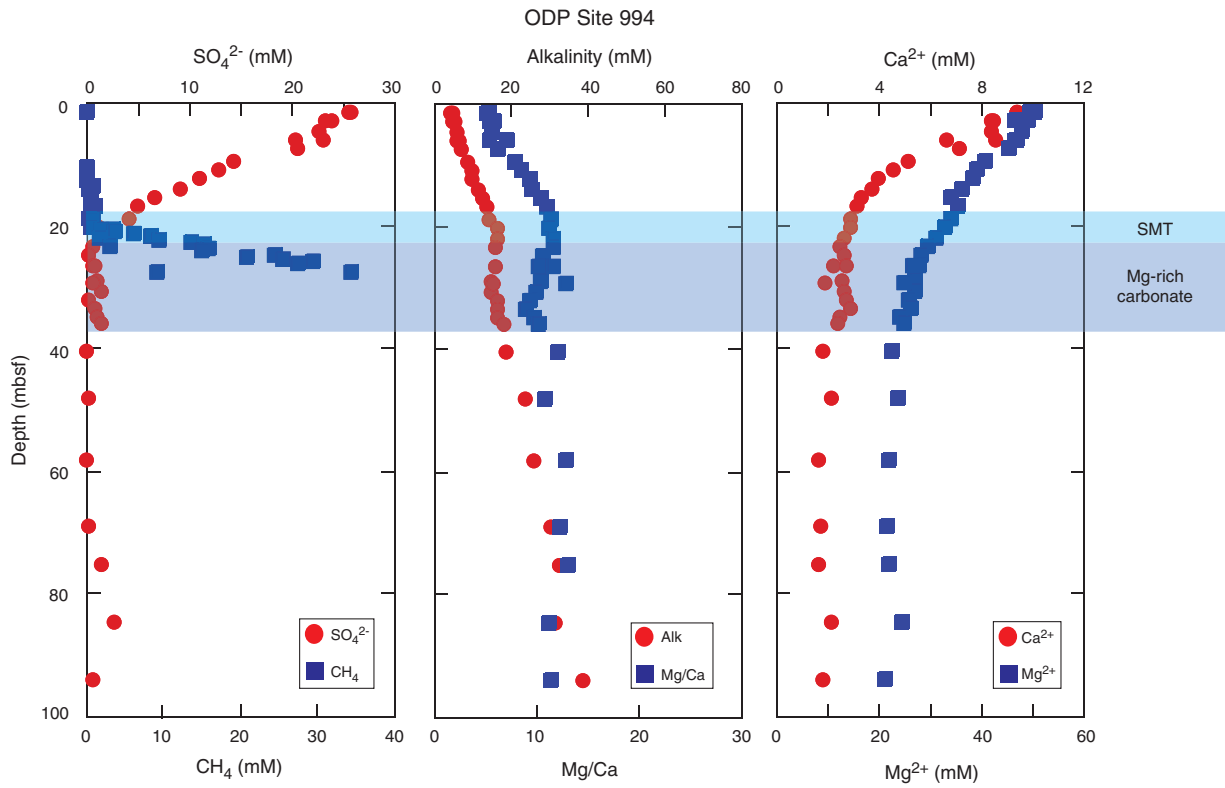 ODP Site 994
SO₄²⁻ (mM)
Alkalinity (mM)
Ca²⁺ (mM)
0 10 20 30
0 20 40 60 80
0 4 8 12
0
20
40
60
80
100
Depth (mbsf)
SMT
Mg-rich
carbonate
SO₄²⁻
CH₄
Alk
Mg/Ca
Ca²⁺
Mg²⁺
0 10 20 30 40
0 10 20 30
0 20 40 60
CH₄ (mM)
Mg/Ca
Mg²⁺ (mM)